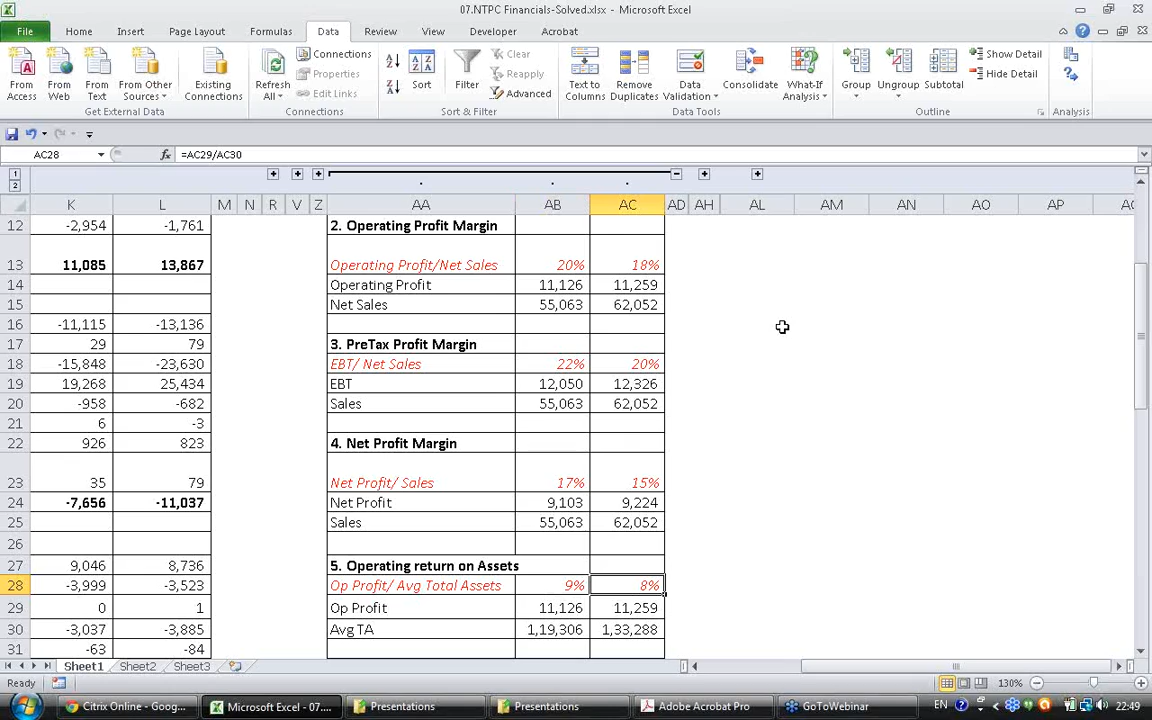 07.NTPC Financials-Solved.xlsx - Microsoft Excel
File Home Insert Page Layout Formulas Data Review View Developer Acrobat
From Access From Web From Text From Other Sources Existing Connections
Get External Data
Refresh All Connections Properties Edit Links
Connections
Sort Filter Clear Reapply Advanced
Sort & Filter
Text to Columns Remove Duplicates Data Validation Consolidate What-If Analysis
Data Tools
Group Ungroup Subtotal Show Detail Hide Detail
Outline
Analysis
AC28 fx =AC29/AC30
1
2
K L M N R V Z AA AB AC AD AH AL AM AN AO AP
12 -2,954 -1,761 2. Operating Profit Margin
13 11,085 13,867 Operating Profit/Net Sales 20% 18%
14 Operating Profit 11,126 11,259
15 Net Sales 55,063 62,052
16 -11,115 -13,136
17 29 79 3. PreTax Profit Margin
18 -15,848 -23,630 EBT/ Net Sales 22% 20%
19 19,268 25,434 EBT 12,050 12,326
20 -958 -682 Sales 55,063 62,052
21 6 -3
22 926 823 4. Net Profit Margin
23 35 79 Net Profit/ Sales 17% 15%
24 -7,656 -11,037 Net Profit 9,103 9,224
25 Sales 55,063 62,052
26
27 9,046 8,736 5. Operating return on Assets
28 -3,999 -3,523 Op Profit/ Avg Total Assets 9% 8%
29 0 1 Op Profit 11,126 11,259
30 -3,037 -3,885 Avg TA 1,19,306 1,33,288
31 -63 -84
Sheet1 Sheet2 Sheet3
Ready 130%
Citrix Online - Goog... Microsoft Excel - 07.... Presentations Presentations Adobe Acrobat Pro GoToWebinar EN 22:49